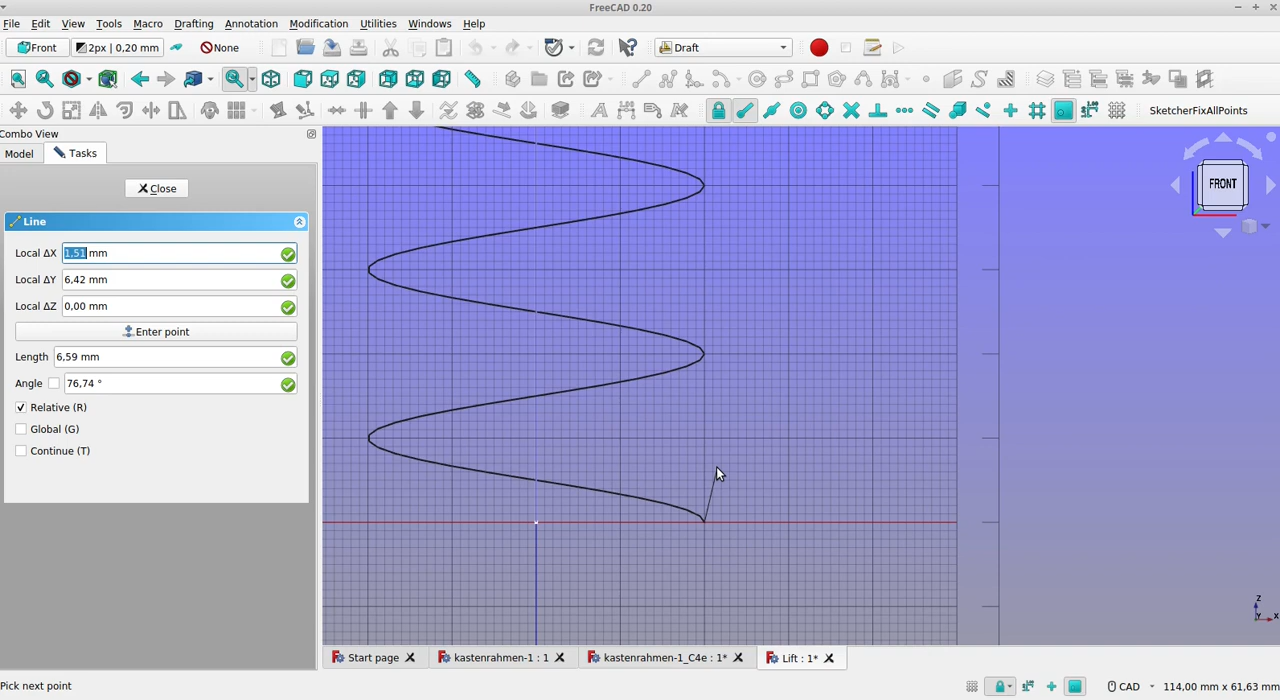 FreeCAD 0.20
File Edit View Tools Macro Drafting Annotation Modification Utilities Windows Help
Front 2px | 0,20 mm None Draft
SketcherFixAllPoints
Combo View
Model Tasks
Close
Line
Local ΔX 1,51 mm
Local ΔY 6,42 mm
Local ΔZ 0,00 mm
Enter point
Length 6,59 mm
Angle 76,74 °
Relative (R)
Global (G)
Continue (T)
FRONT
Z
Y X
Start page kastenrahmen-1 : 1 kastenrahmen-1_C4e : 1* Lift : 1*
Pick next point CAD 114,00 mm x 61,63 mm